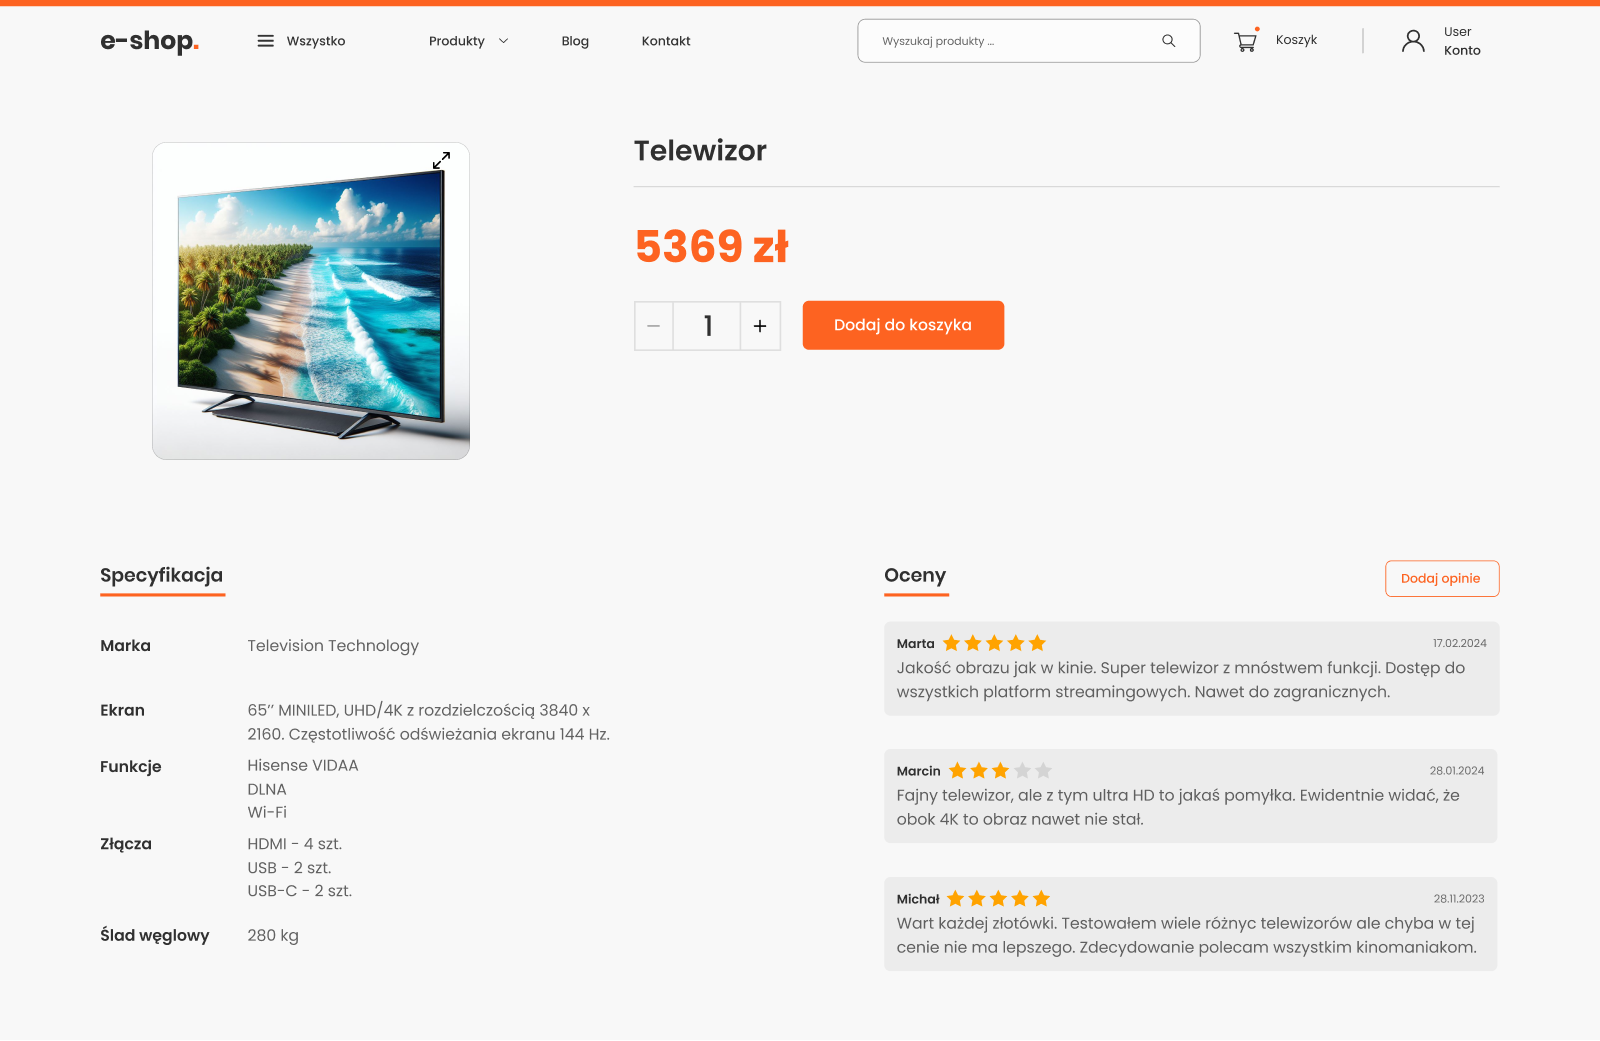 e-shop.
Wszystko
Produkty
Blog
Kontakt
Wyszukaj produkty ...
Koszyk
User
Konto
Telewizor
5369 zł
1
Dodaj do koszyka
Specyfikacja
Marka
Television Technology
Ekran
65’’ MINILED, UHD/4K z rozdzielczością 3840 x
2160. Częstotliwość odświeżania ekranu 144 Hz.
Funkcje
Hisense VIDAA
DLNA
Wi-Fi
Złącza
HDMI - 4 szt.
USB - 2 szt.
USB-C - 2 szt.
Ślad węglowy
280 kg
Oceny
Dodaj opinie
Marta
17.02.2024
Jakość obrazu jak w kinie. Super telewizor z mnóstwem funkcji. Dostęp do
wszystkich platform streamingowych. Nawet do zagranicznych.
Marcin
28.01.2024
Fajny telewizor, ale z tym ultra HD to jakaś pomyłka. Ewidentnie widać, że
obok 4K to obraz nawet nie stał.
Michał
28.11.2023
Wart każdej złotówki. Testowałem wiele różnyc telewizorów ale chyba w tej
cenie nie ma lepszego. Zdecydowanie polecam wszystkim kinomaniakom.